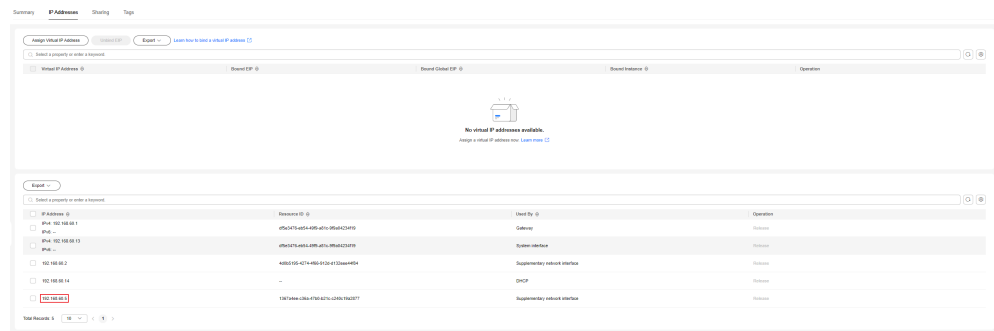 Summary IP Addresses Sharing Tags
Assign Virtual IP Address Unbind EIP Export Learn how to bind a virtual IP address
Select a property or enter a keyword.
Virtual IP Address Bound EIP Bound Global EIP Bound Instance Operation
No virtual IP addresses available.
Assign a virtual IP address now. Learn more
Export
Select a property or enter a keyword.
IP Address Resource ID Used By Operation
IPv4: 192.168.60.1
IPv6: --
Gateway Release
IPv4: 192.168.60.13
IPv6: --
System interface Release
192.168.60.2 Supplementary network interface Release
192.168.60.14 -- DHCP Release
192.168.60.5 Supplementary network interface Release
Total Records: 5 10 1